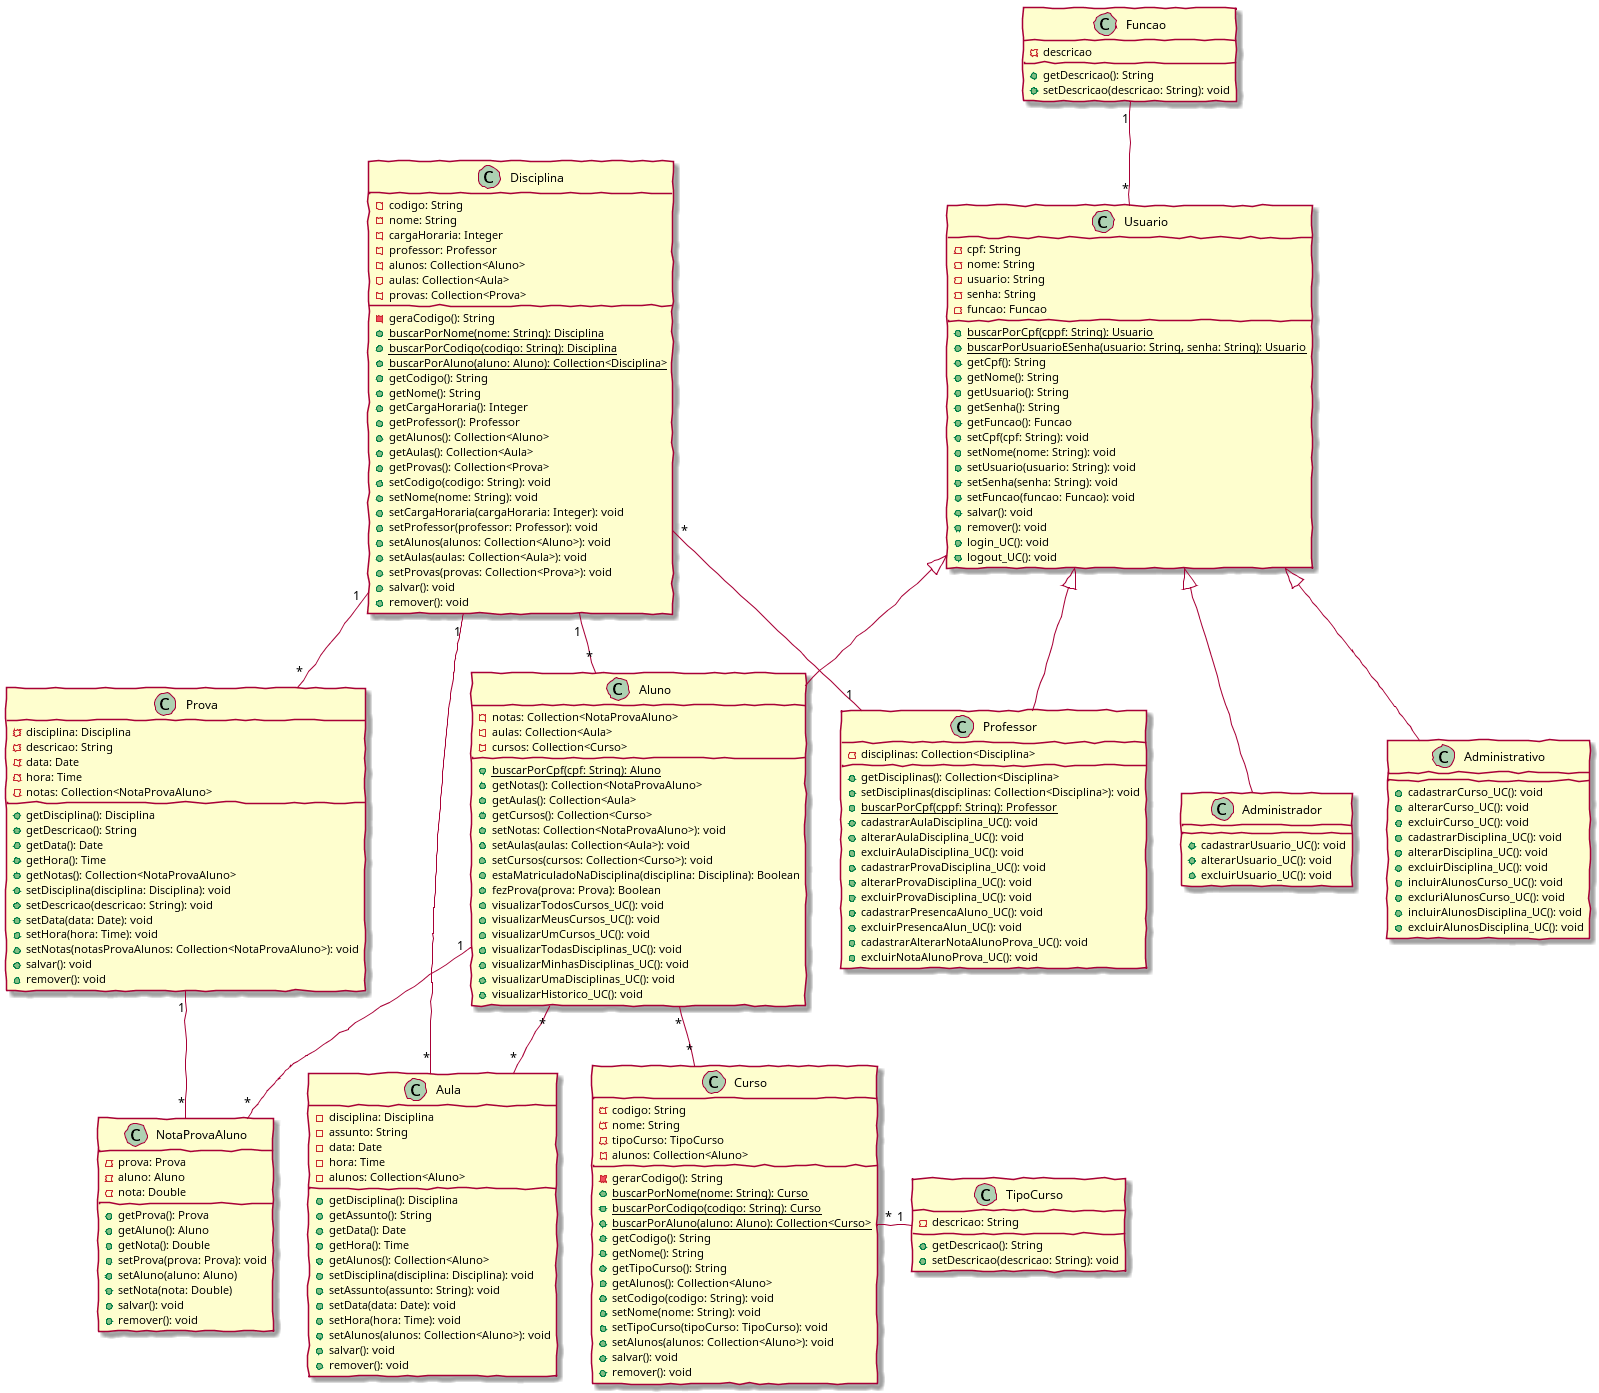 Funcao
descricao
getDescricao(): String
setDescricao(descricao: String): void
1
*
Disciplina
codigo: String
nome: String
cargaHoraria: Integer
professor: Professor
alunos: Collection<Aluno>
aulas: Collection<Aula>
provas: Collection<Prova>
geraCodigo(): String
buscarPorNome(nome: String): Disciplina
buscarPorCodigo(codigo: String): Disciplina
buscarPorAluno(aluno: Aluno): Collection<Disciplina>
getCodigo(): String
getNome(): String
getCargaHoraria(): Integer
getProfessor(): Professor
getAlunos(): Collection<Aluno>
getAulas(): Collection<Aula>
getProvas(): Collection<Prova>
setCodigo(codigo: String): void
setNome(nome: String): void
setCargaHoraria(cargaHoraria: Integer): void
setProfessor(professor: Professor): void
setAlunos(alunos: Collection<Aluno>): void
setAulas(aulas: Collection<Aula>): void
setProvas(provas: Collection<Prova>): void
salvar(): void
remover(): void
Usuario
cpf: String
nome: String
usuario: String
senha: String
funcao: Funcao
buscarPorCpf(cppf: String): Usuario
buscarPorUsuarioESenha(usuario: String, senha: String): Usuario
getCpf(): String
getNome(): String
getUsuario(): String
getSenha(): String
getFuncao(): Funcao
setCpf(cpf: String): void
setNome(nome: String): void
setUsuario(usuario: String): void
setSenha(senha: String): void
setFuncao(funcao: Funcao): void
salvar(): void
remover(): void
login_UC(): void
logout_UC(): void
*
1
1
1
*
*
1
Prova
disciplina: Disciplina
descricao: String
data: Date
hora: Time
notas: Collection<NotaProvaAluno>
getDisciplina(): Disciplina
getDescricao(): String
getData(): Date
getHora(): Time
getNotas(): Collection<NotaProvaAluno>
setDisciplina(disciplina: Disciplina): void
setDescricao(descricao: String): void
setData(data: Date): void
setHora(hora: Time): void
setNotas(notasProvaAlunos: Collection<NotaProvaAluno>): void
salvar(): void
remover(): void
Aluno
notas: Collection<NotaProvaAluno>
aulas: Collection<Aula>
cursos: Collection<Curso>
buscarPorCpf(cpf: String): Aluno
getNotas(): Collection<NotaProvaAluno>
getAulas(): Collection<Aula>
getCursos(): Collection<Curso>
setNotas: Collection<NotaProvaAluno>): void
setAulas(aulas: Collection<Aula>): void
setCursos(cursos: Collection<Curso>): void
estaMatriculadoNaDisciplina(disciplina: Disciplina): Boolean
fezProva(prova: Prova): Boolean
visualizarTodosCursos_UC(): void
visualizarMeusCursos_UC(): void
visualizarUmCursos_UC(): void
visualizarTodasDisciplinas_UC(): void
visualizarMinhasDisciplinas_UC(): void
visualizarUmaDisciplinas_UC(): void
visualizarHistorico_UC(): void
Professor
disciplinas: Collection<Disciplina>
getDisciplinas(): Collection<Disciplina>
setDisciplinas(disciplinas: Collection<Disciplina>): void
buscarPorCpf(cppf: String): Professor
cadastrarAulaDisciplina_UC(): void
alterarAulaDisciplina_UC(): void
excluirAulaDisciplina_UC(): void
cadastrarProvaDisciplina_UC(): void
alterarProvaDisciplina_UC(): void
excluirProvaDisciplina_UC(): void
cadastrarPresencaAluno_UC(): void
excluirPresencaAlun_UC(): void
cadastrarAlterarNotaAlunoProva_UC(): void
excluirNotaAlunoProva_UC(): void
Administrador
cadastrarUsuario_UC(): void
alterarUsuario_UC(): void
excluirUsuario_UC(): void
Administrativo
cadastrarCurso_UC(): void
alterarCurso_UC(): void
excluirCurso_UC(): void
cadastrarDisciplina_UC(): void
alterarDisciplina_UC(): void
excluirDisciplina_UC(): void
incluirAlunosCurso_UC(): void
excluriAlunosCurso_UC(): void
incluirAlunosDisciplina_UC(): void
excluirAlunosDisciplina_UC(): void
1
1
*
*
*
*
*
*
*
NotaProvaAluno
prova: Prova
aluno: Aluno
nota: Double
getProva(): Prova
getAluno(): Aluno
getNota(): Double
setProva(prova: Prova): void
setAluno(aluno: Aluno)
setNota(nota: Double)
salvar(): void
remover(): void
Aula
disciplina: Disciplina
assunto: String
data: Date
hora: Time
alunos: Collection<Aluno>
getDisciplina(): Disciplina
getAssunto(): String
getData(): Date
getHora(): Time
getAlunos(): Collection<Aluno>
setDisciplina(disciplina: Disciplina): void
setAssunto(assunto: String): void
setData(data: Date): void
setHora(hora: Time): void
setAlunos(alunos: Collection<Aluno>): void
salvar(): void
remover(): void
Curso
codigo: String
nome: String
tipoCurso: TipoCurso
alunos: Collection<Aluno>
gerarCodigo(): String
buscarPorNome(nome: String): Curso
buscarPorCodigo(codigo: String): Curso
buscarPorAluno(aluno: Aluno): Collection<Curso>
getCodigo(): String
getNome(): String
getTipoCurso(): String
getAlunos(): Collection<Aluno>
setCodigo(codigo: String): void
setNome(nome: String): void
setTipoCurso(tipoCurso: TipoCurso): void
setAlunos(alunos: Collection<Aluno>): void
salvar(): void
remover(): void
* 1
TipoCurso
descricao: String
getDescricao(): String
setDescricao(descricao: String): void